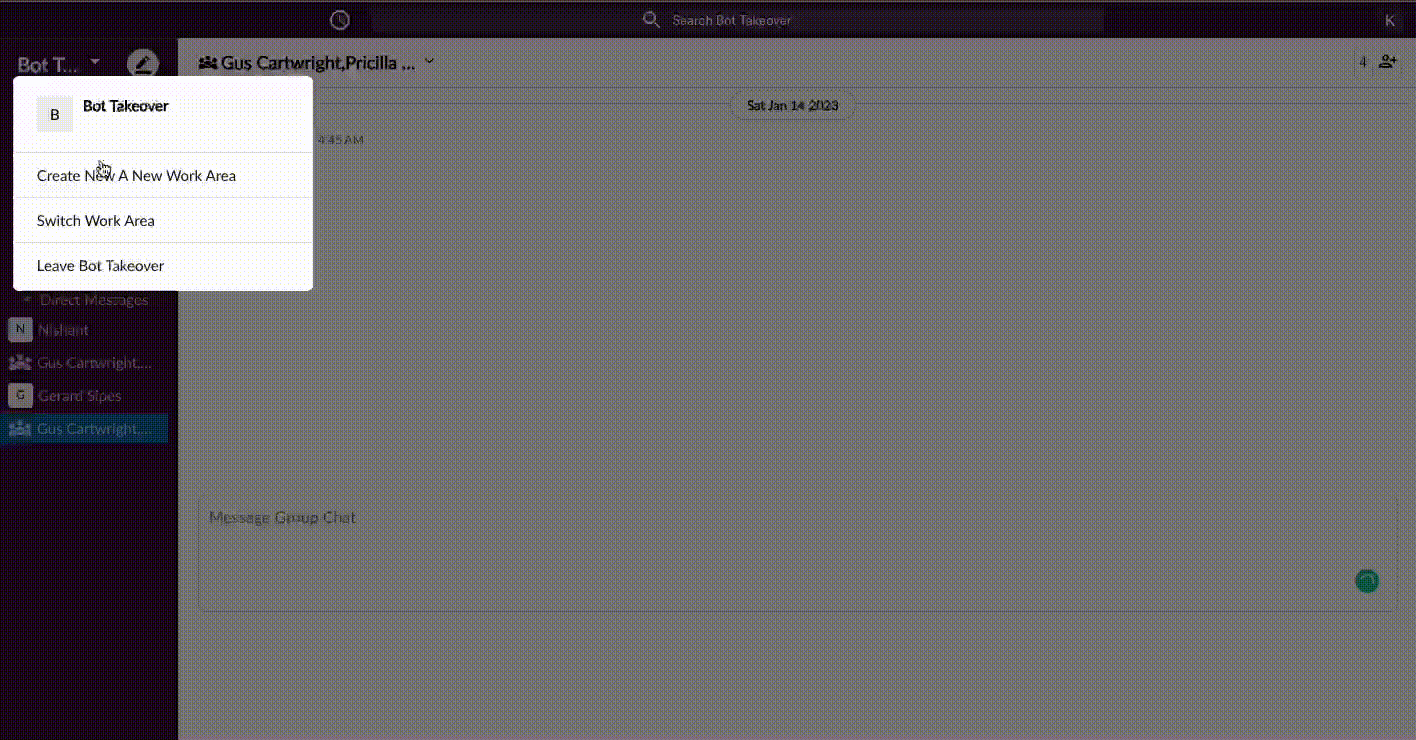 Search Bot Takeover
K
Bot T...
Gus Cartwright,Pricilla ...
4
B
Bot Takeover
Sat Jan 14 2023
4:45 AM
Create New A New Work Area
Switch Work Area
Leave Bot Takeover
Direct Messages
N Nishant
Gus Cartwright,...
G Gerard Sipes
Gus Cartwright,...
Message Group Chat